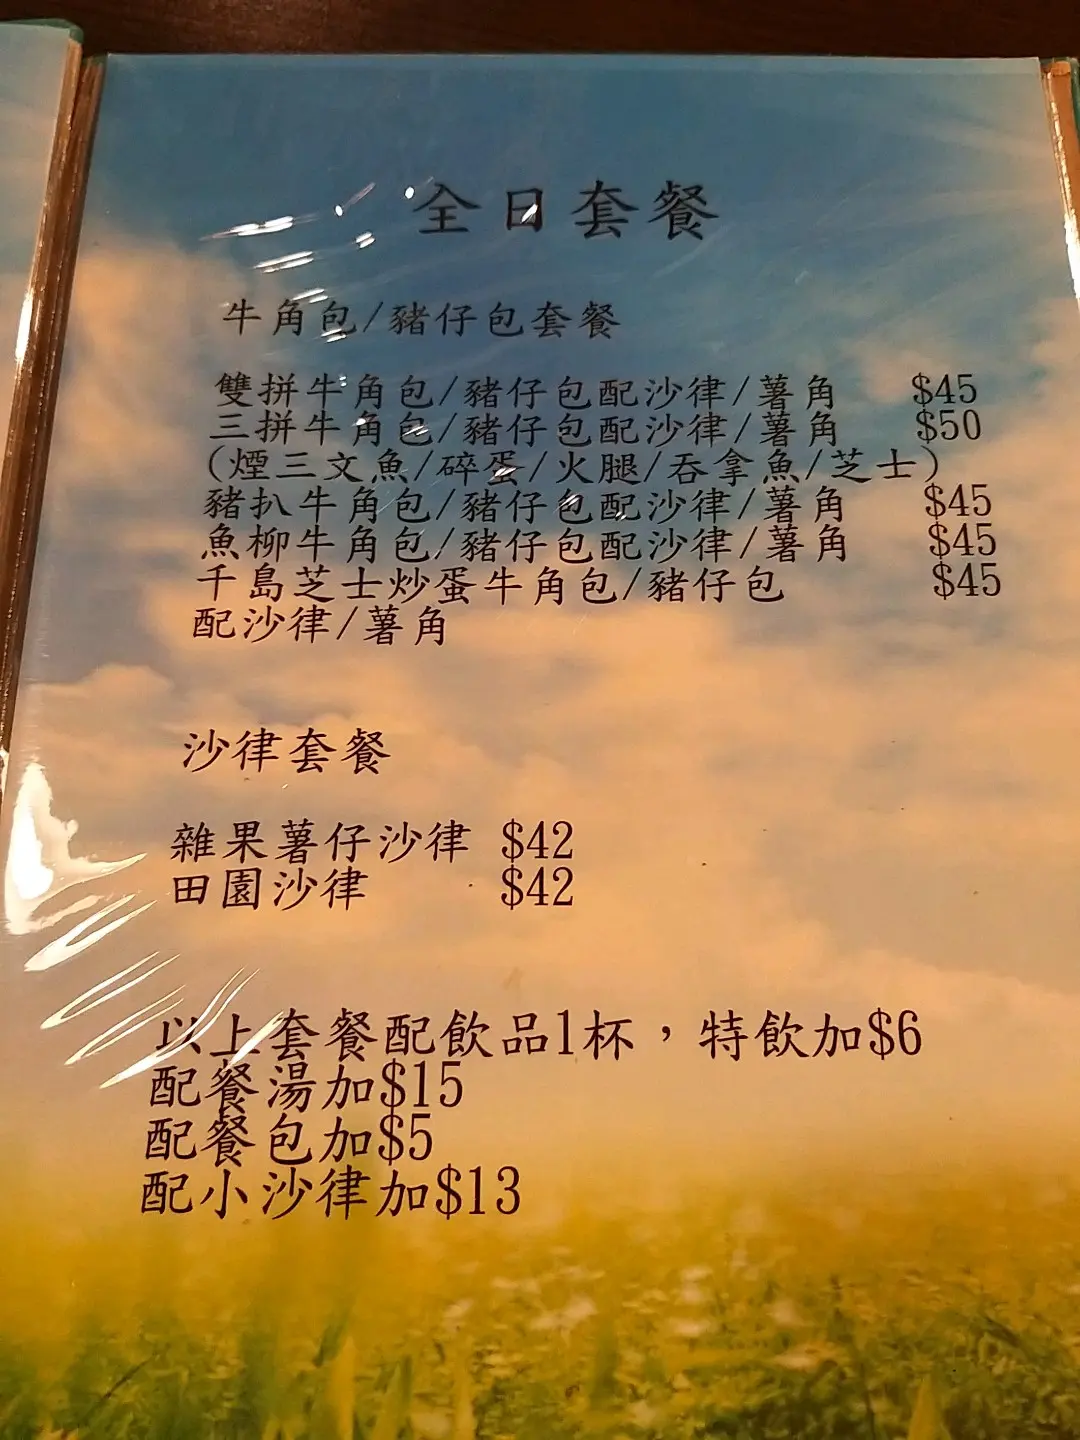 全日套餐
牛角包/豬仔包套餐
雙拼牛角包/豬仔包配沙律/薯角 $45
三拼牛角包/豬仔包配沙律/薯角 $50
(煙三文魚/碎蛋/火腿/吞拿魚/芝士)
豬扒牛角包/豬仔包配沙律/薯角 $45
魚柳牛角包/豬仔包配沙律/薯角 $45
千島芝士炒蛋牛角包/豬仔包 $45
配沙律/薯角
沙律套餐
雜果薯仔沙律 $42
田園沙律 $42
以上套餐配飲品1杯，特飲加$6
配餐湯加$15
配餐包加$5
配小沙律加$13